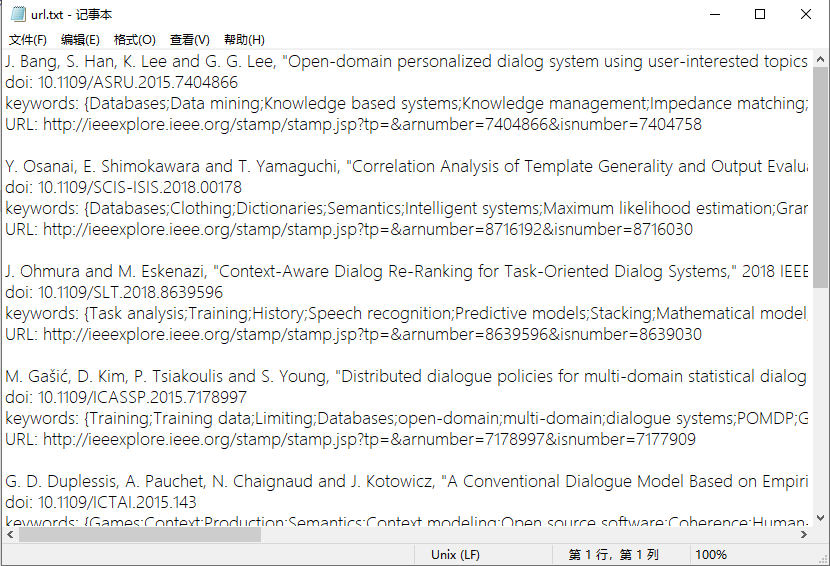 url.txt - 记事本
文件(F) 编辑(E) 格式(O) 查看(V) 帮助(H)
J. Bang, S. Han, K. Lee and G. G. Lee, "Open-domain personalized dialog system using user-interested topics
doi: 10.1109/ASRU.2015.7404866
keywords: {Databases;Data mining;Knowledge based systems;Knowledge management;Impedance matching;
URL: http://ieeexplore.ieee.org/stamp/stamp.jsp?tp=&arnumber=7404866&isnumber=7404758
Y. Osanai, E. Shimokawara and T. Yamaguchi, "Correlation Analysis of Template Generality and Output Evalua
doi: 10.1109/SCIS-ISIS.2018.00178
keywords: {Databases;Clothing;Dictionaries;Semantics;Intelligent systems;Maximum likelihood estimation;Gran
URL: http://ieeexplore.ieee.org/stamp/stamp.jsp?tp=&arnumber=8716192&isnumber=8716030
J. Ohmura and M. Eskenazi, "Context-Aware Dialog Re-Ranking for Task-Oriented Dialog Systems," 2018 IEEE
doi: 10.1109/SLT.2018.8639596
keywords: {Task analysis;Training;History;Speech recognition;Predictive models;Stacking;Mathematical model;
URL: http://ieeexplore.ieee.org/stamp/stamp.jsp?tp=&arnumber=8639596&isnumber=8639030
M. Gašić, D. Kim, P. Tsiakoulis and S. Young, "Distributed dialogue policies for multi-domain statistical dialog
doi: 10.1109/ICASSP.2015.7178997
keywords: {Training;Training data;Limiting;Databases;open-domain;multi-domain;dialogue systems;POMDP;G
URL: http://ieeexplore.ieee.org/stamp/stamp.jsp?tp=&arnumber=7178997&isnumber=7177909
G. D. Duplessis, A. Pauchet, N. Chaignaud and J. Kotowicz, "A Conventional Dialogue Model Based on Empiri
doi: 10.1109/ICTAI.2015.143
keywords: {Games;Context;Production;Semantics;Context modeling;Open source software;Coherence;Human-
Unix (LF) 第 1 行，第 1 列 100%